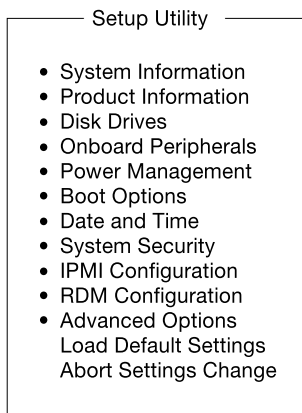 Setup Utility
• System Information
• Product Information
• Disk Drives
• Onboard Peripherals
• Power Management
• Boot Options
• Date and Time
• System Security
• IPMI Configuration
• RDM Configuration
• Advanced Options
Load Default Settings
Abort Settings Change